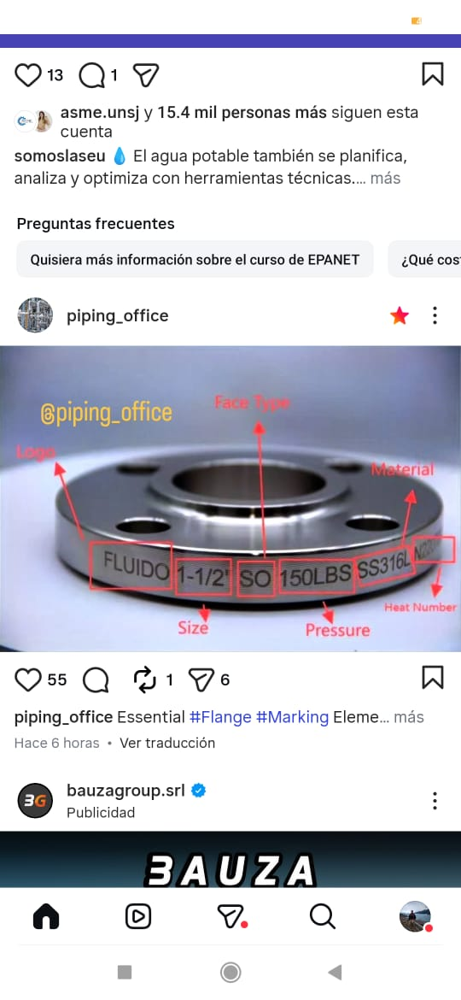 13
1
asme.unsj y 15.4 mil personas más siguen esta
cuenta
somoslaseu 💧 El agua potable también se planifica,
analiza y optimiza con herramientas técnicas.... más
Preguntas frecuentes
Quisiera más información sobre el curso de EPANET
¿Qué cos
piping_office
@piping_office
Face Type
Logo
Material
FLUIDO 1-1/2" SO 150LBS SS316L
Heat Number
Size
Pressure
55
1
6
piping_office Essential #Flange #Marking Eleme... más
Hace 6 horas • Ver traducción
3G
bauzagroup.srl
Publicidad
BAUZA